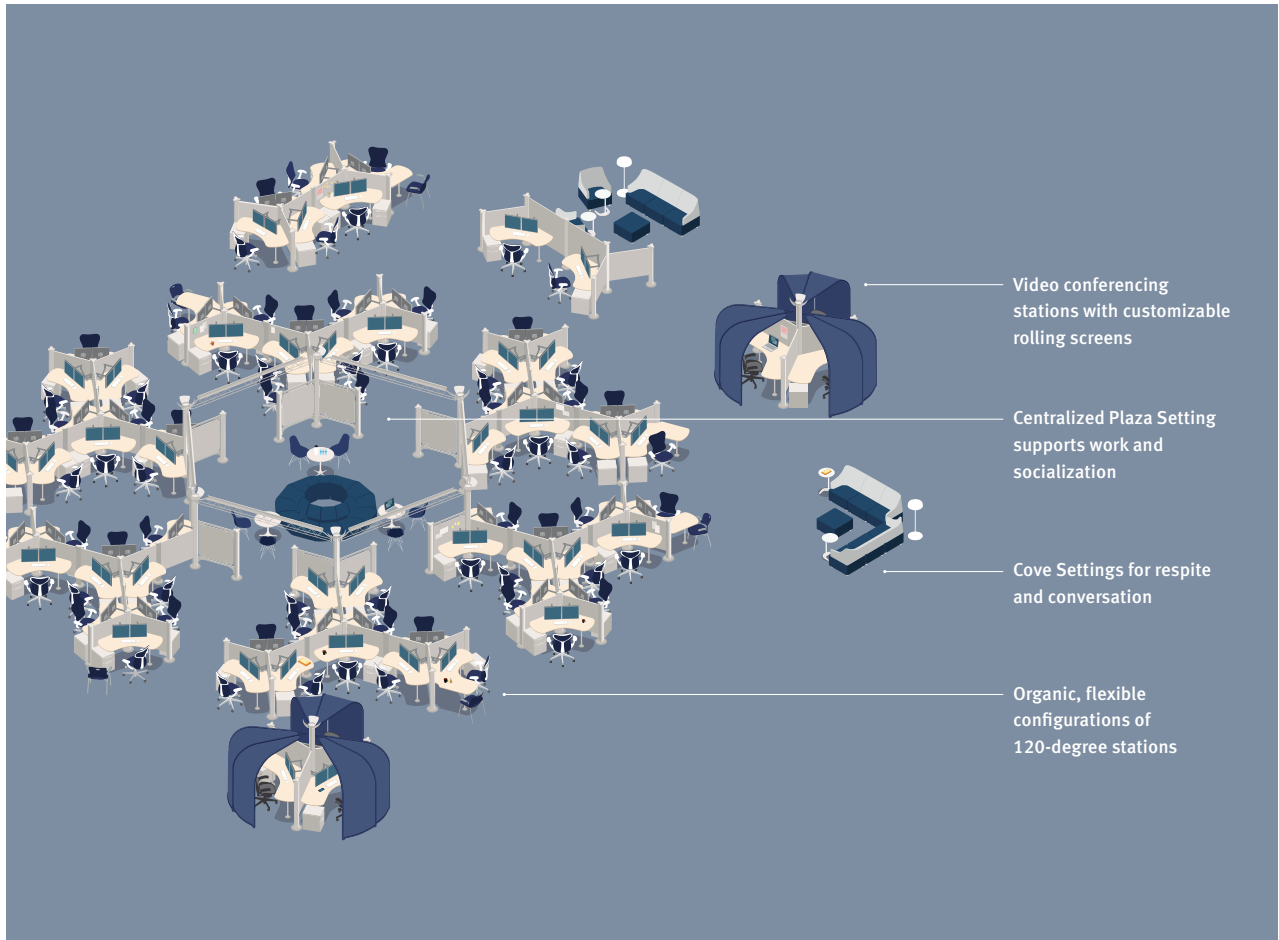 Video conferencing
stations with customizable
rolling screens
Centralized Plaza Setting
supports work and
socialization
Cove Settings for respite
and conversation
Organic, flexible
configurations of
120-degree stations